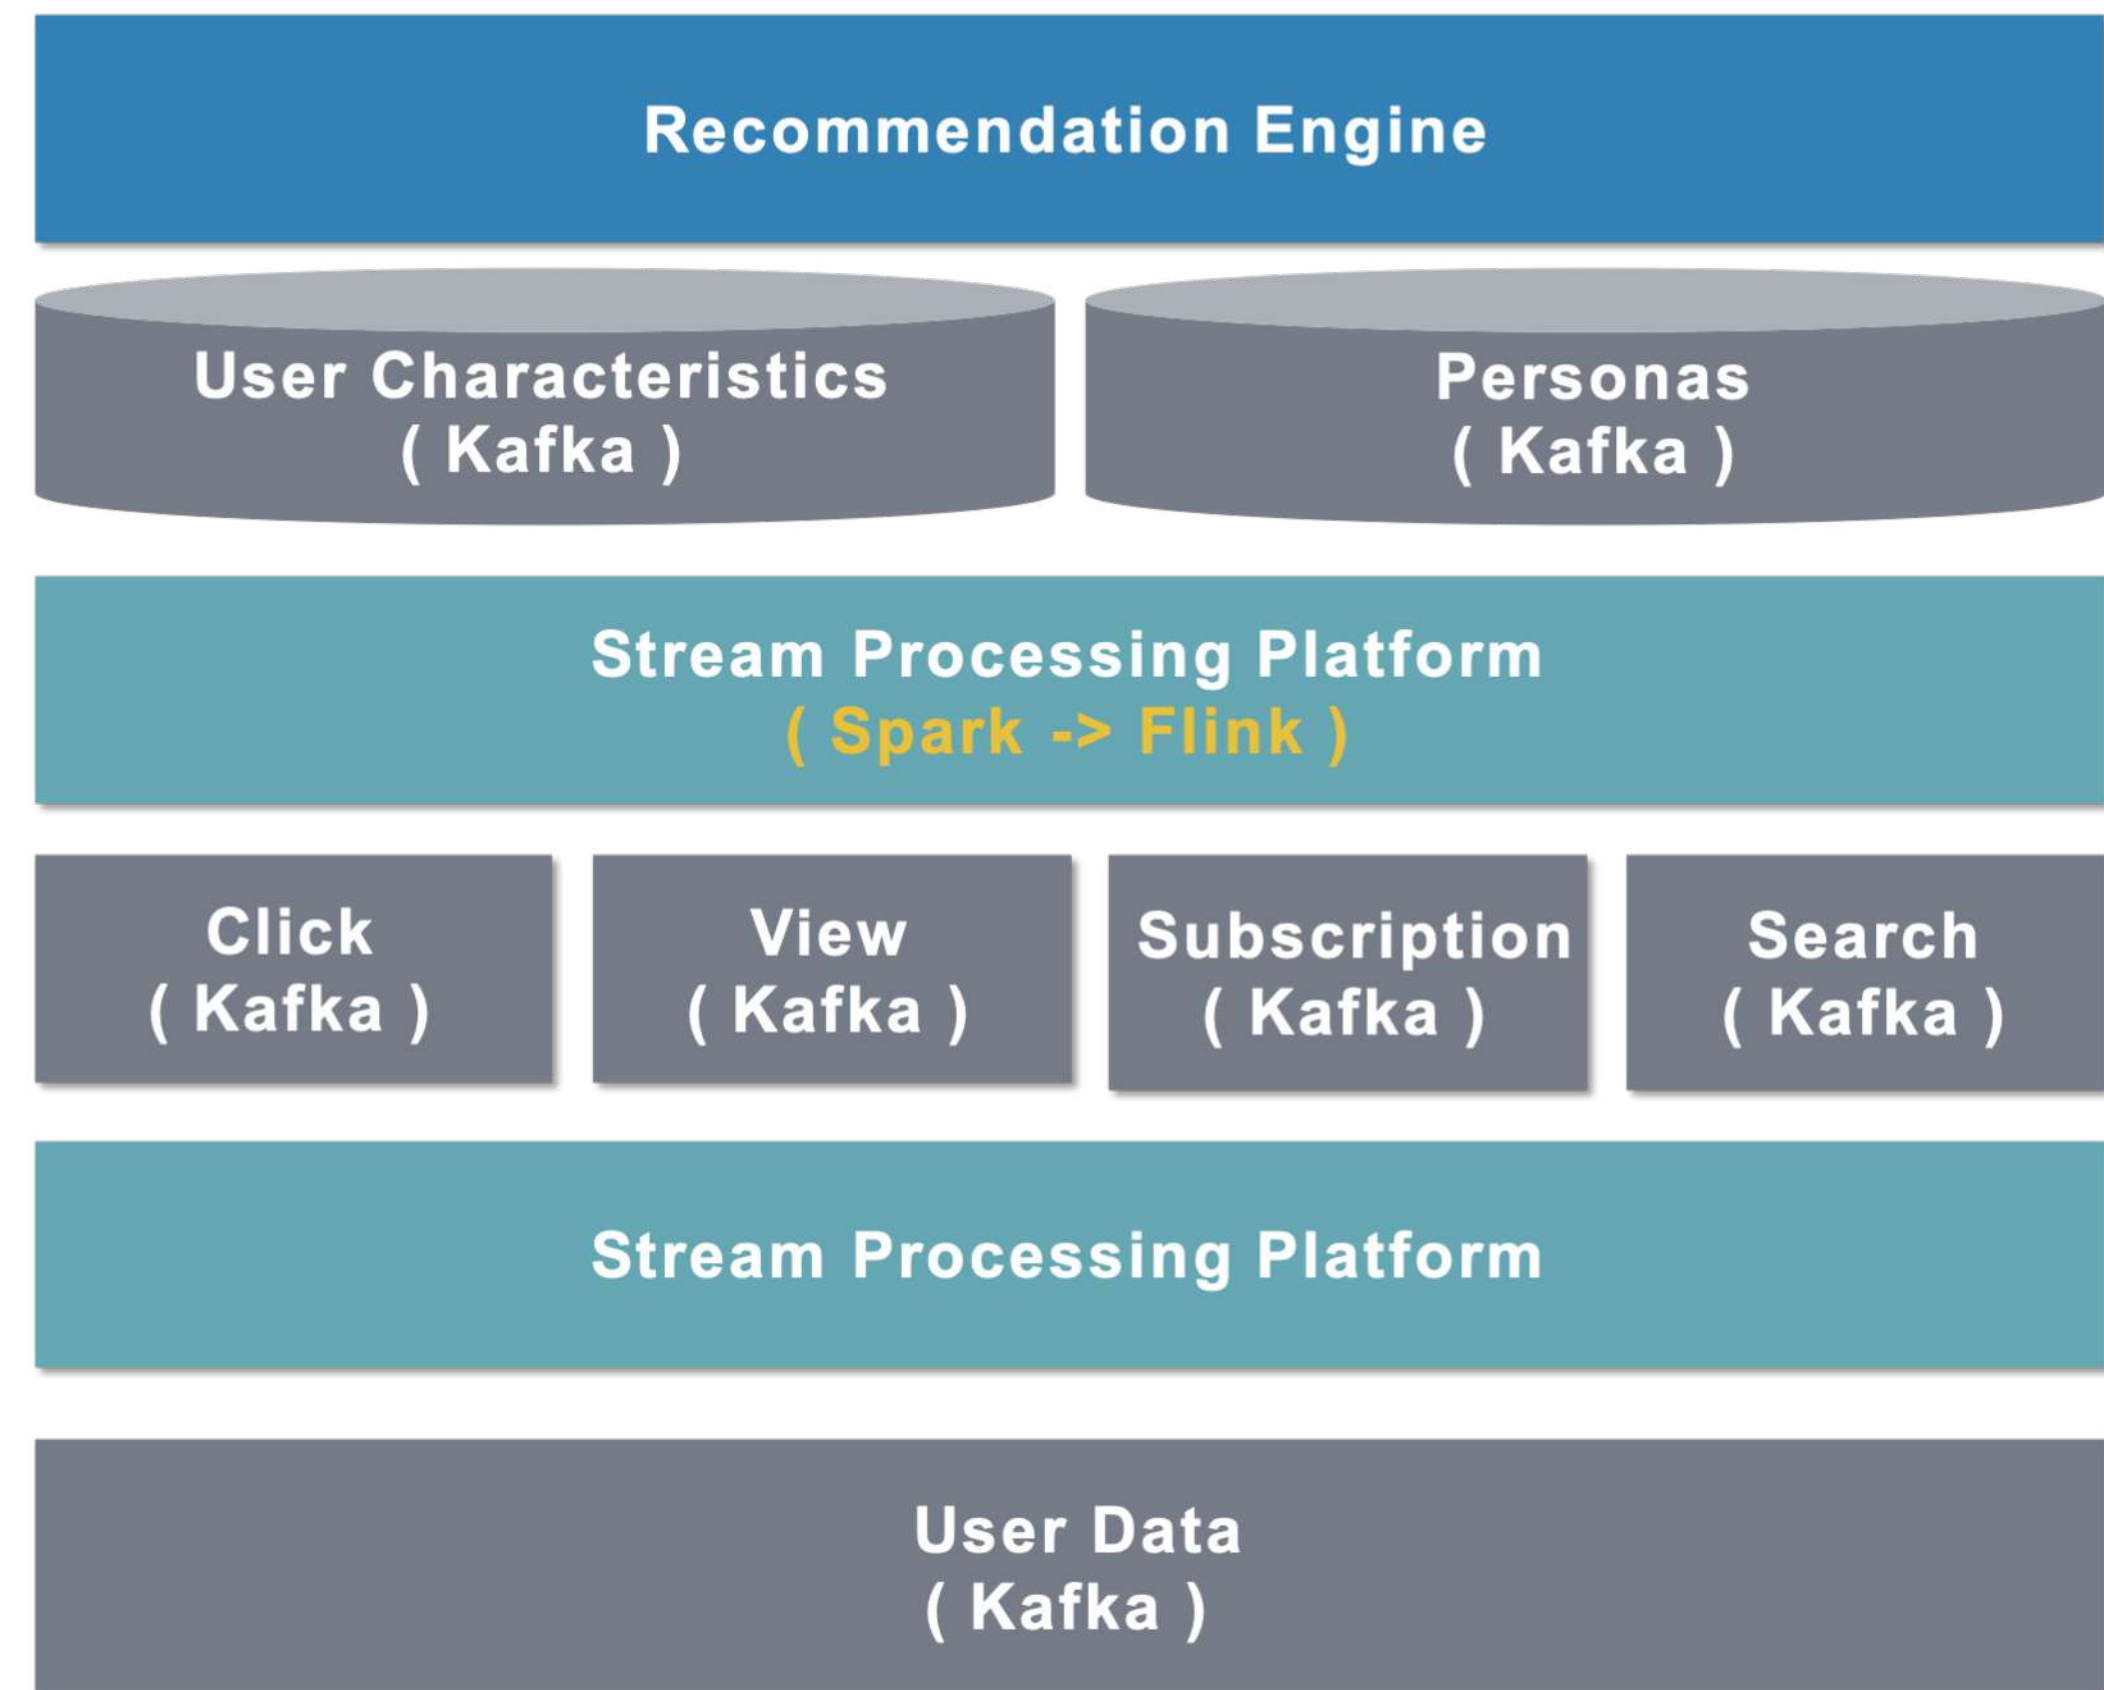 Recommendation Engine
User Characteristics
( Kafka )
Personas
( Kafka )
Stream Processing Platform
( Spark -> Flink )
Click
( Kafka )
View
( Kafka )
Subscription
( Kafka )
Search
( Kafka )
Stream Processing Platform
User Data
( Kafka )